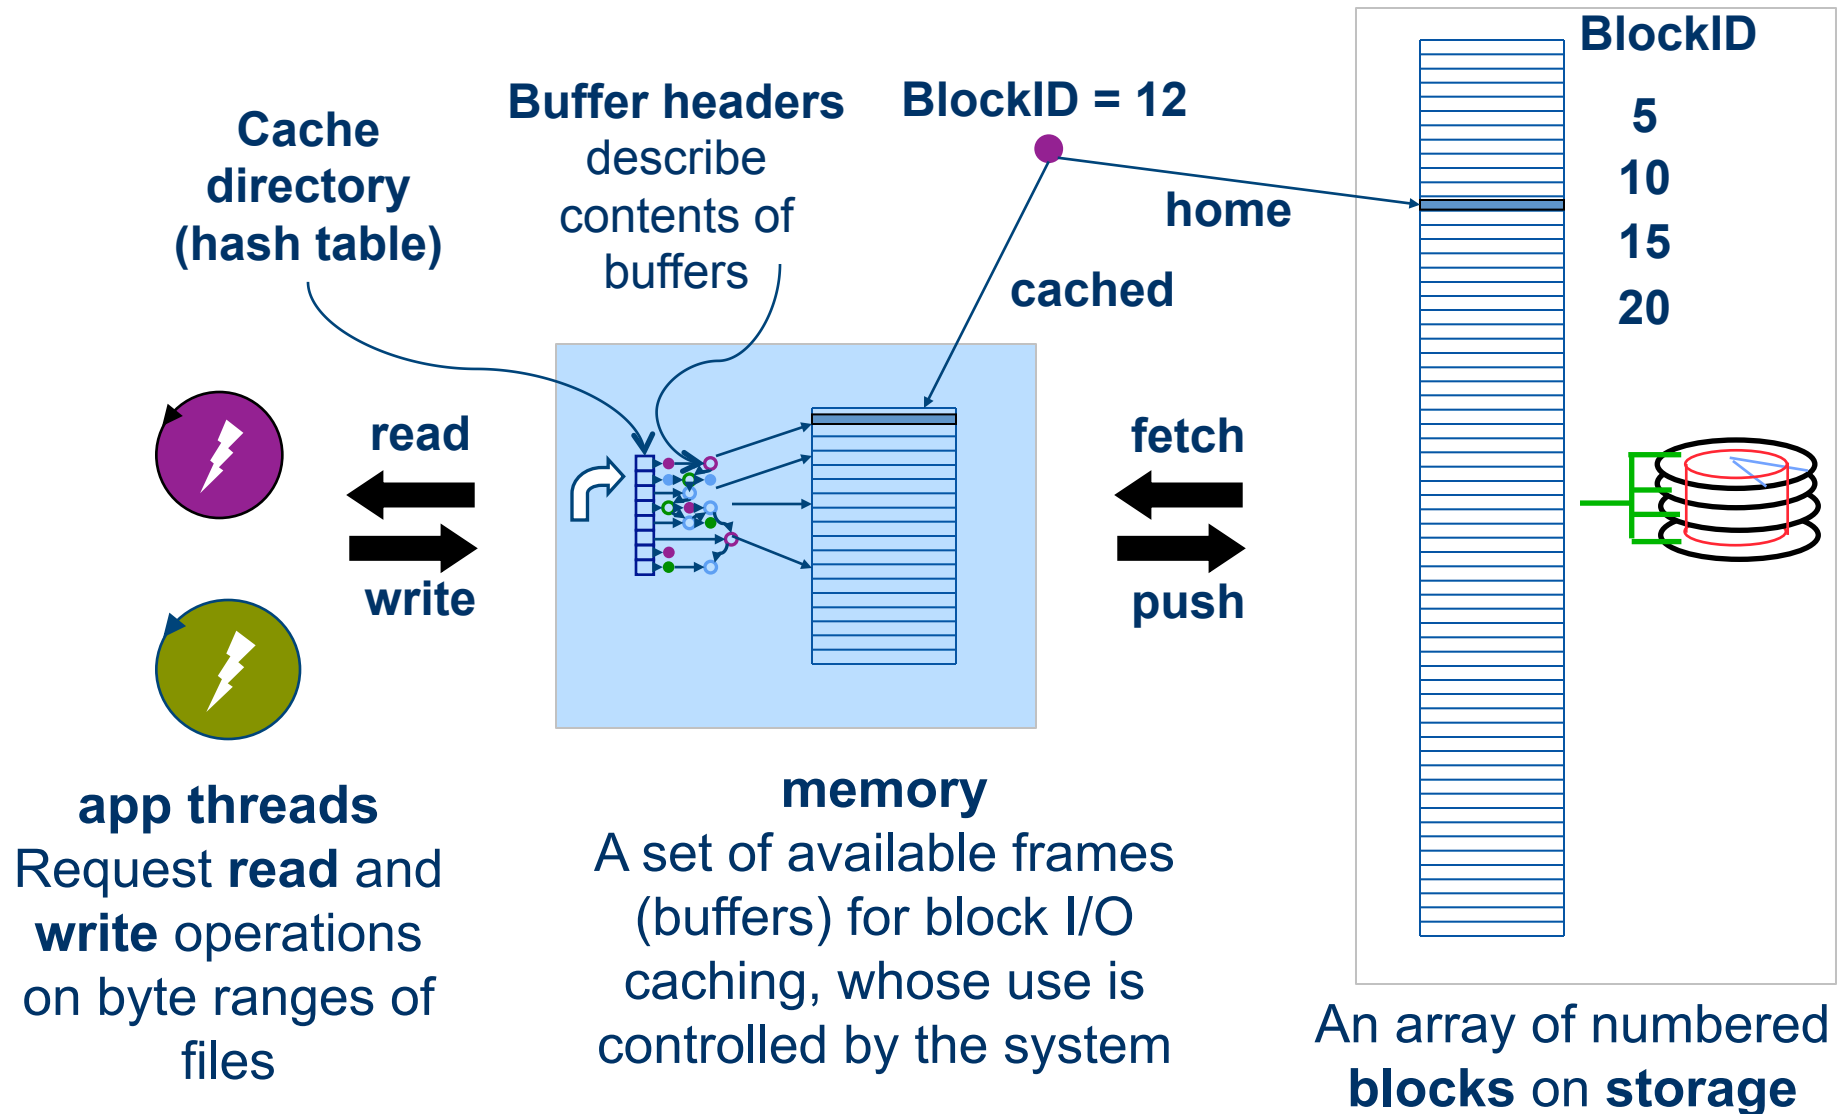 Cache
directory
(hash table)
Buffer headers
describe
contents of
buffers
BlockID = 12
home
cached
BlockID
5
10
15
20
read
write
fetch
push
app threads
Request read and
write operations
on byte ranges of
files
memory
A set of available frames
(buffers) for block I/O
caching, whose use is
controlled by the system
An array of numbered
blocks on storage